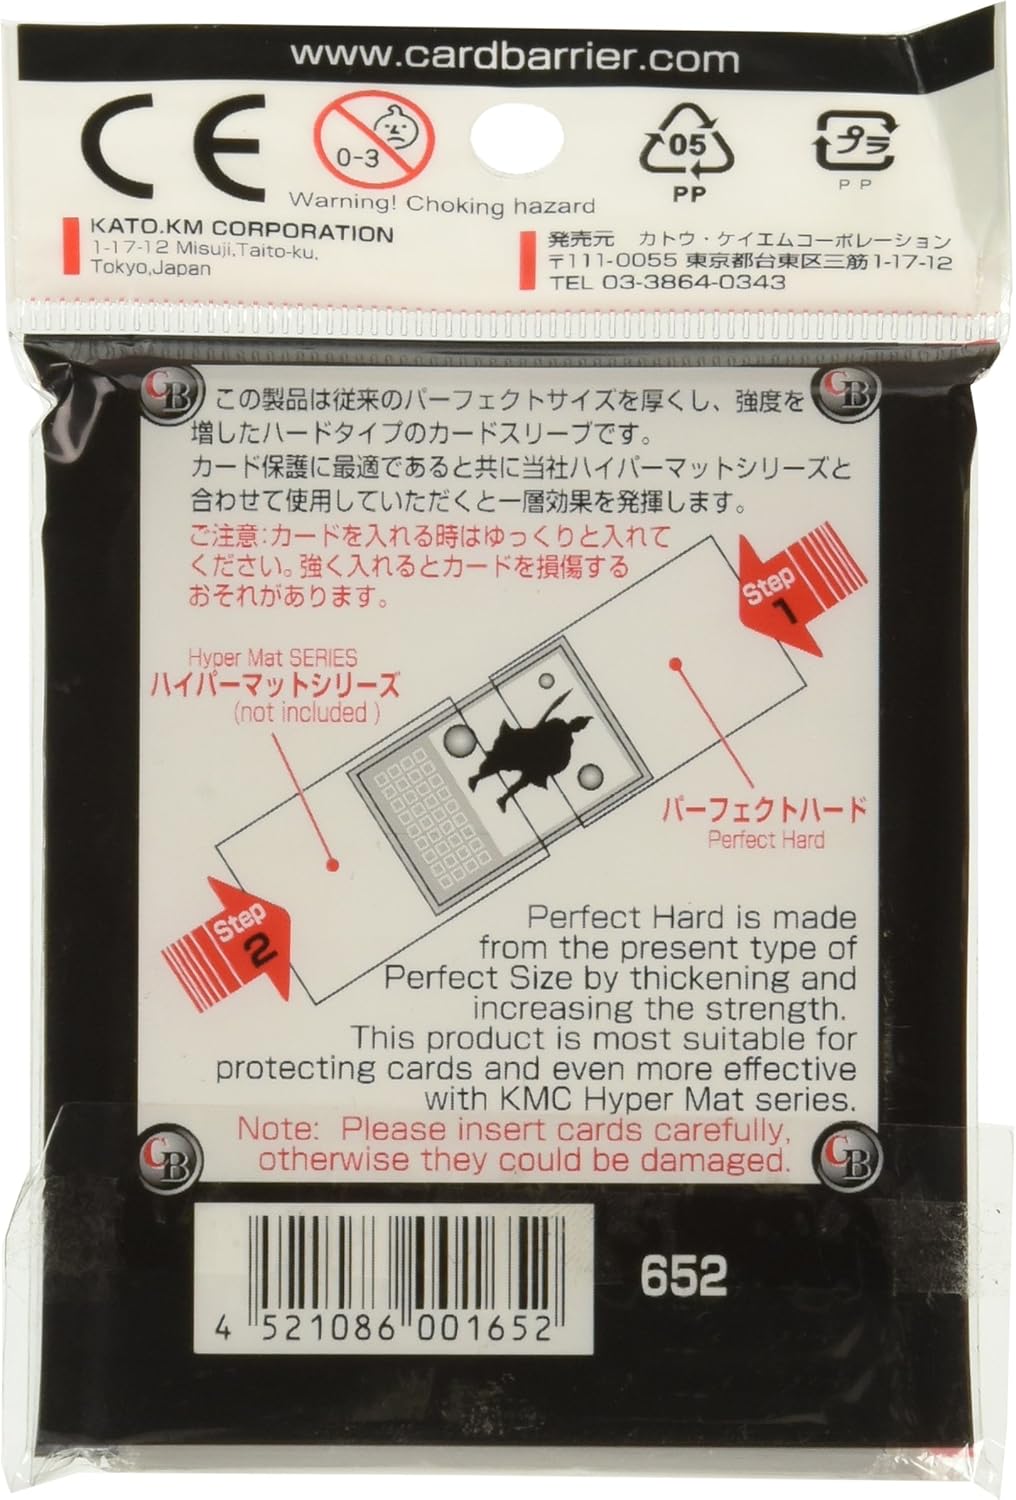 www.cardbarrier.com
CE
0-3
Warning! Choking hazard
05
PP
プラ
PP
KATO.KM CORPORATION
1-17-12 Misuji,Taito-ku,
Tokyo,Japan
発売元 カトウ・ケイエムコーポレーション
〒111-0055 東京都台東区三筋1-17-12
TEL 03-3864-0343
CB
CB
この製品は従来のパーフェクトサイズを厚くし、強度を
増したハードタイプのカードスリーブです。
カード保護に最適であると共に当社ハイパーマットシリーズと
合わせて使用していただくと一層効果を発揮します。
ご注意:カードを入れる時はゆっくりと入れて
ください。強く入れるとカードを損傷する
おそれがあります。
Step
1
Hyper Mat SERIES
ハイパーマットシリーズ
(not included )
パーフェクトハード
Perfect Hard
Step
2
Perfect Hard is made
from the present type of
Perfect Size by thickening and
increasing the strength.
This product is most suitable for
protecting cards and even more effective
with KMC Hyper Mat series.
Note: Please insert cards carefully,
otherwise they could be damaged.
CB
CB
4 521086 001652
652